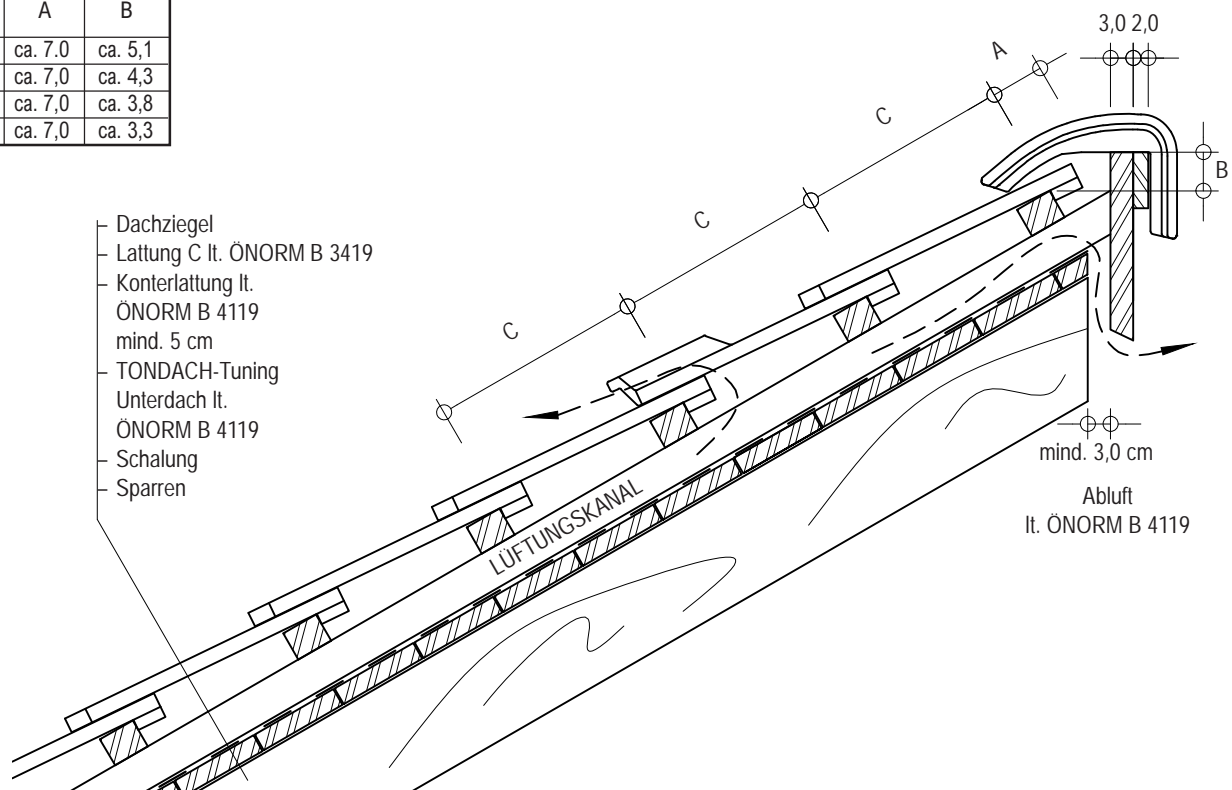 A B
ca. 7.0 ca. 5,1
ca. 7,0 ca. 4,3
ca. 7,0 ca. 3,8
ca. 7,0 ca. 3,3
3,0 2,0
A
C
C
C
B
Dachziegel
Lattung C lt. ÖNORM B 3419
Konterlattung lt.
ÖNORM B 4119
mind. 5 cm
TONDACH-Tuning
Unterdach lt.
ÖNORM B 4119
Schalung
Sparren
LÜFTUNGSKANAL
mind. 3,0 cm
Abluft
lt. ÖNORM B 4119